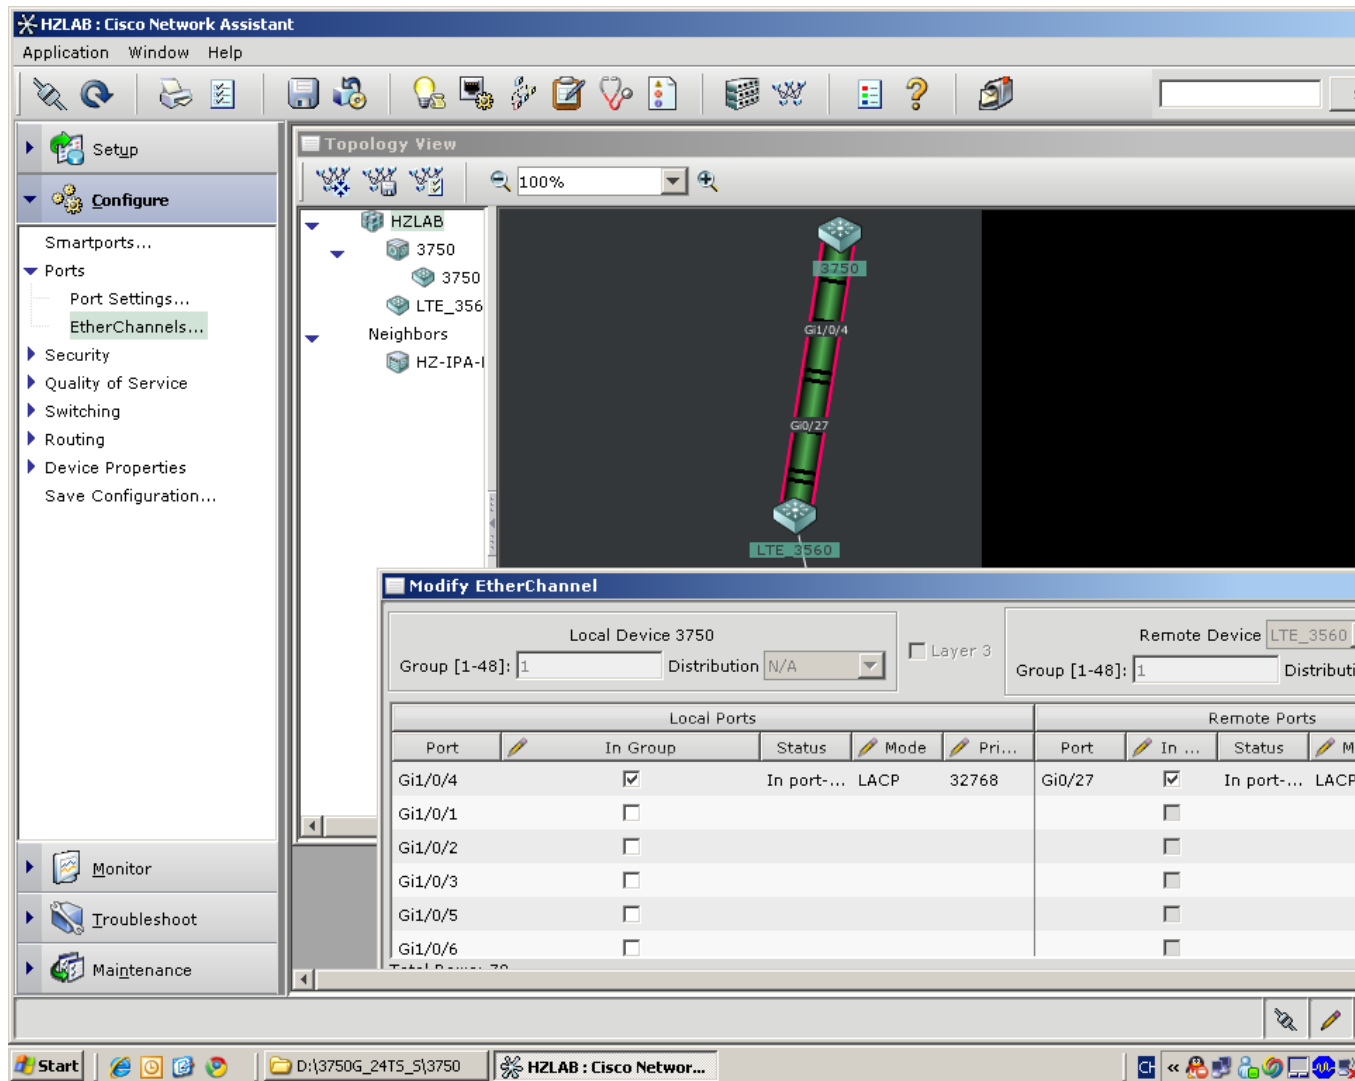 HZLAB : Cisco Network Assistant
Application Window Help
Setup
Configure
Smartports...
Ports
Port Settings...
EtherChannels...
Security
Quality of Service
Switching
Routing
Device Properties
Save Configuration...
Monitor
Troubleshoot
Maintenance
Topology View
100%
HZLAB
3750
3750
LTE_356
Neighbors
HZ-IPA-
3750
Gi1/0/4
Gi0/27
LTE_3560
Modify EtherChannel
Local Device 3750
Group [1-48]: 1 Distribution N/A
Layer 3
Remote Device LTE_3560
Group [1-48]: 1 Distributi
Local Ports Remote Ports
Port In Group Status Mode Pri... Port In ... Status M
Gi1/0/4 In port-... LACP 32768 Gi0/27 In port-... LACP
Gi1/0/1
Gi1/0/2
Gi1/0/3
Gi1/0/5
Gi1/0/6
Start D:\3750G_24TS_S\3750 HZLAB : Cisco Networ... CH «